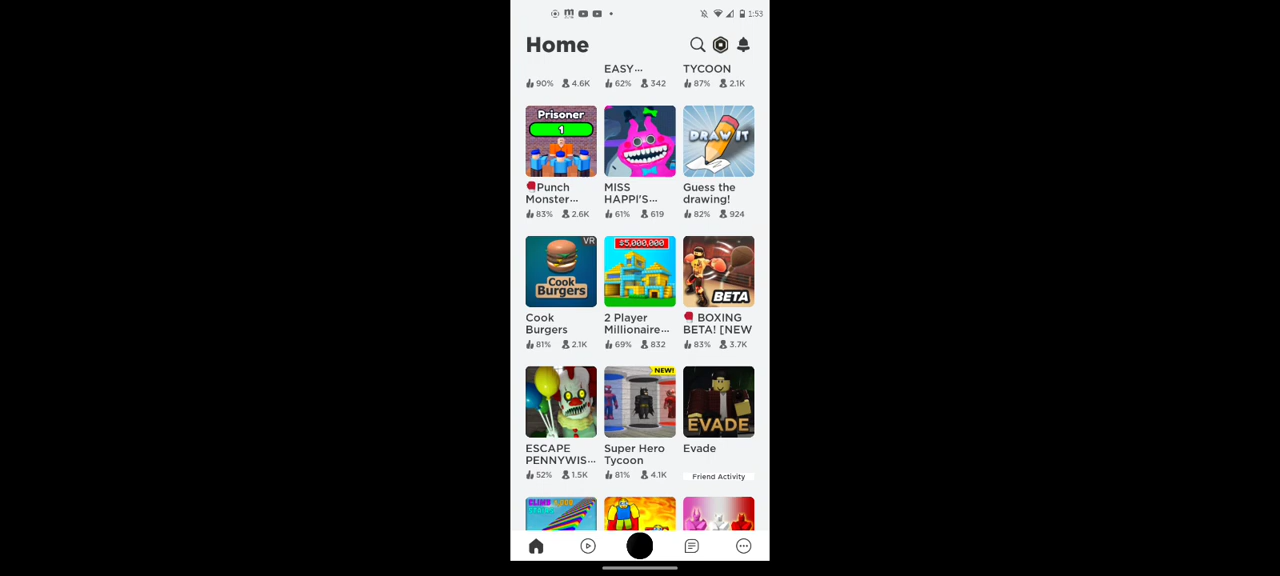 1:53
Home
EASY... TYCOON
90% 4.6K 62% 342 87% 2.1K
Prisoner
1
DRAW IT
Punch Monster...
83% 2.6K
MISS HAPPI'S...
61% 619
Guess the drawing!
82% 924
VR
Cook Burgers
$5,000,000
BETA
Cook Burgers
81% 2.1K
2 Player Millionaire...
69% 832
BOXING BETA! [NEW
83% 3.7K
NEW!
EVADE
ESCAPE PENNYWIS...
52% 1.5K
Super Hero Tycoon
81% 4.1K
Evade
Friend Activity